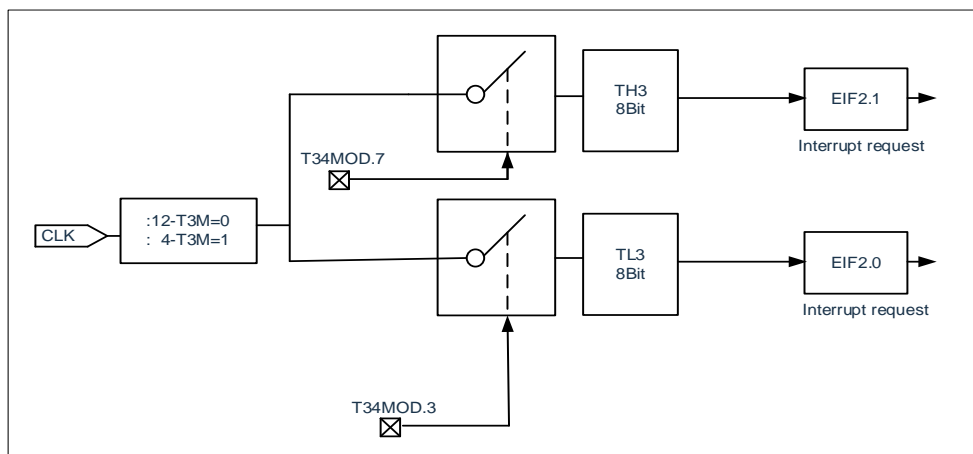 TH3
8Bit
EIF2.1
Interrupt request
T34MOD.7
CLK
:12-T3M=0
: 4-T3M=1
TL3
8Bit
EIF2.0
Interrupt request
T34MOD.3